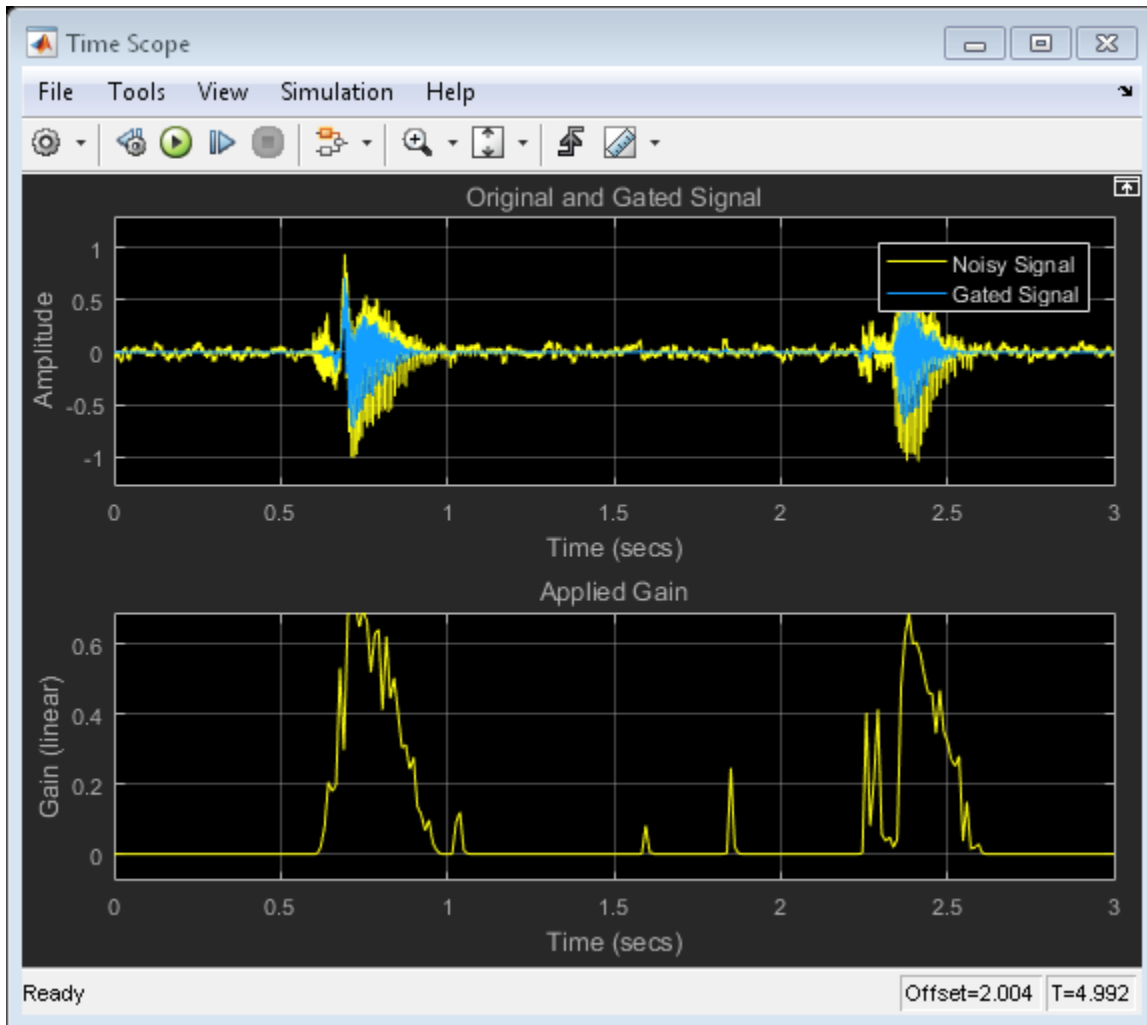 Time Scope
File Tools View Simulation Help
Original and Gated Signal
Amplitude
1
0.5
0
-0.5
-1
Noisy Signal
Gated Signal
0 0.5 1 1.5 2 2.5 3
Time (secs)
Applied Gain
Gain (linear)
0.6
0.4
0.2
0
0 0.5 1 1.5 2 2.5 3
Time (secs)
Ready Offset=2.004 T=4.992